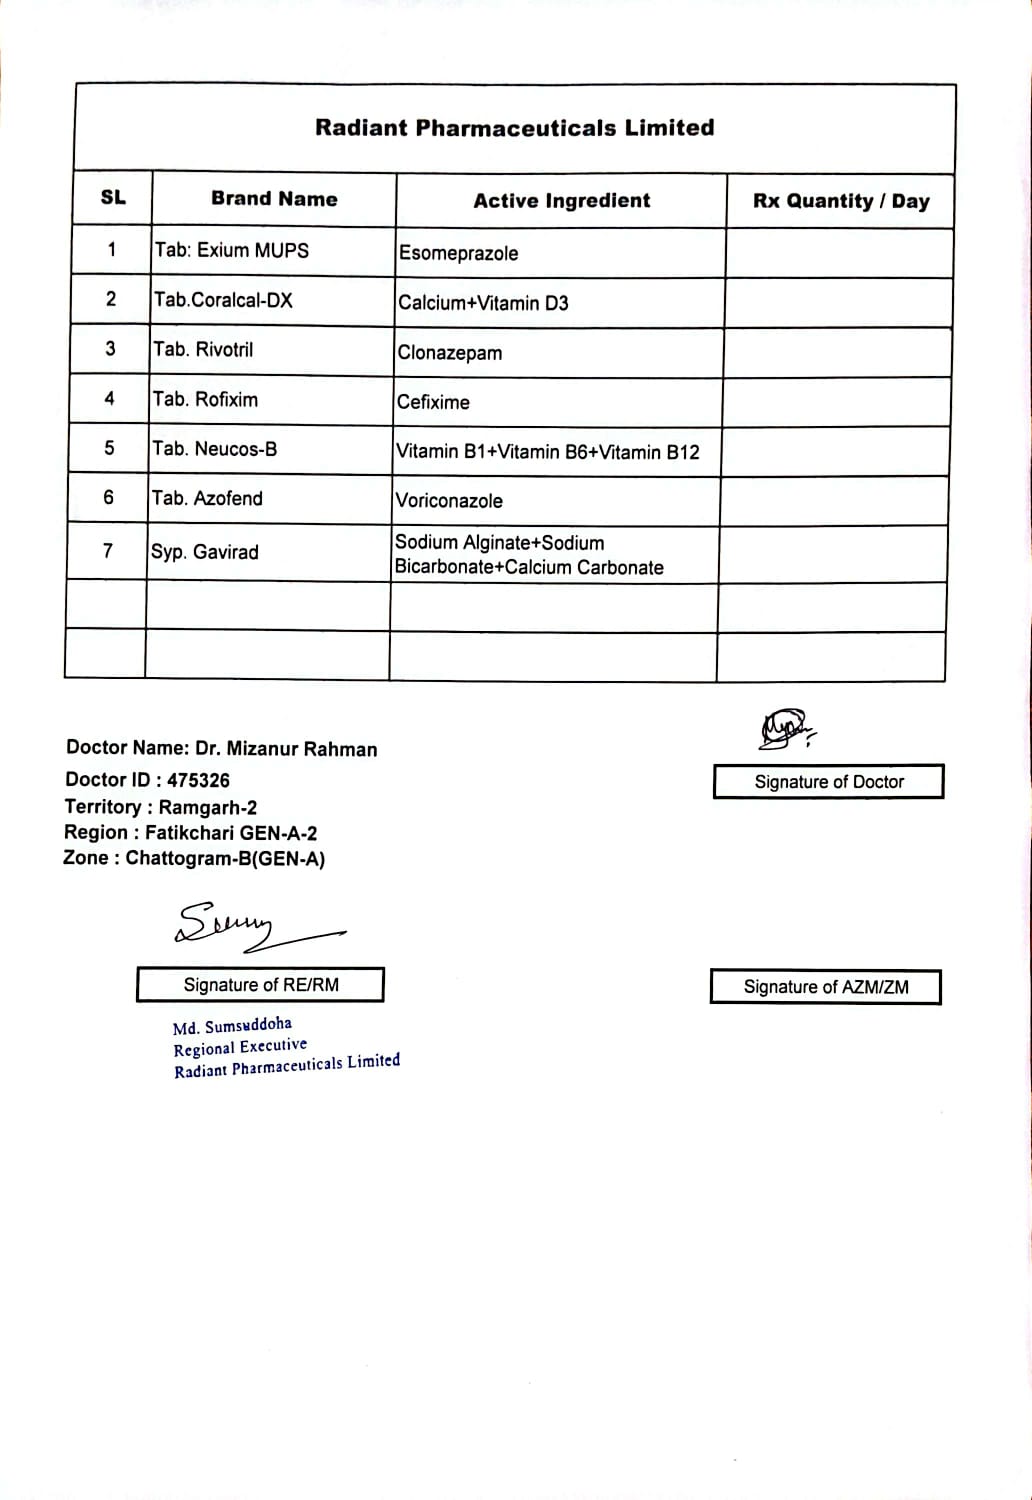 Radiant Pharmaceuticals Limited
SL Brand Name Active Ingredient Rx Quantity / Day
1 Tab: Exium MUPS Esomeprazole
2 Tab.Coralcal-DX Calcium+Vitamin D3
3 Tab. Rivotril Clonazepam
4 Tab. Rofixim Cefixime
5 Tab. Neucos-B Vitamin B1+Vitamin B6+Vitamin B12
6 Tab. Azofend Voriconazole
7 Syp. Gavirad Sodium Alginate+Sodium
Bicarbonate+Calcium Carbonate
Doctor Name: Dr. Mizanur Rahman
Doctor ID : 475326
Territory : Ramgarh-2
Region : Fatikchari GEN-A-2
Zone : Chattogram-B(GEN-A)
Signature of Doctor
Signature of RE/RM
Signature of AZM/ZM
Md. Sumsuddoha
Regional Executive
Radiant Pharmaceuticals Limited